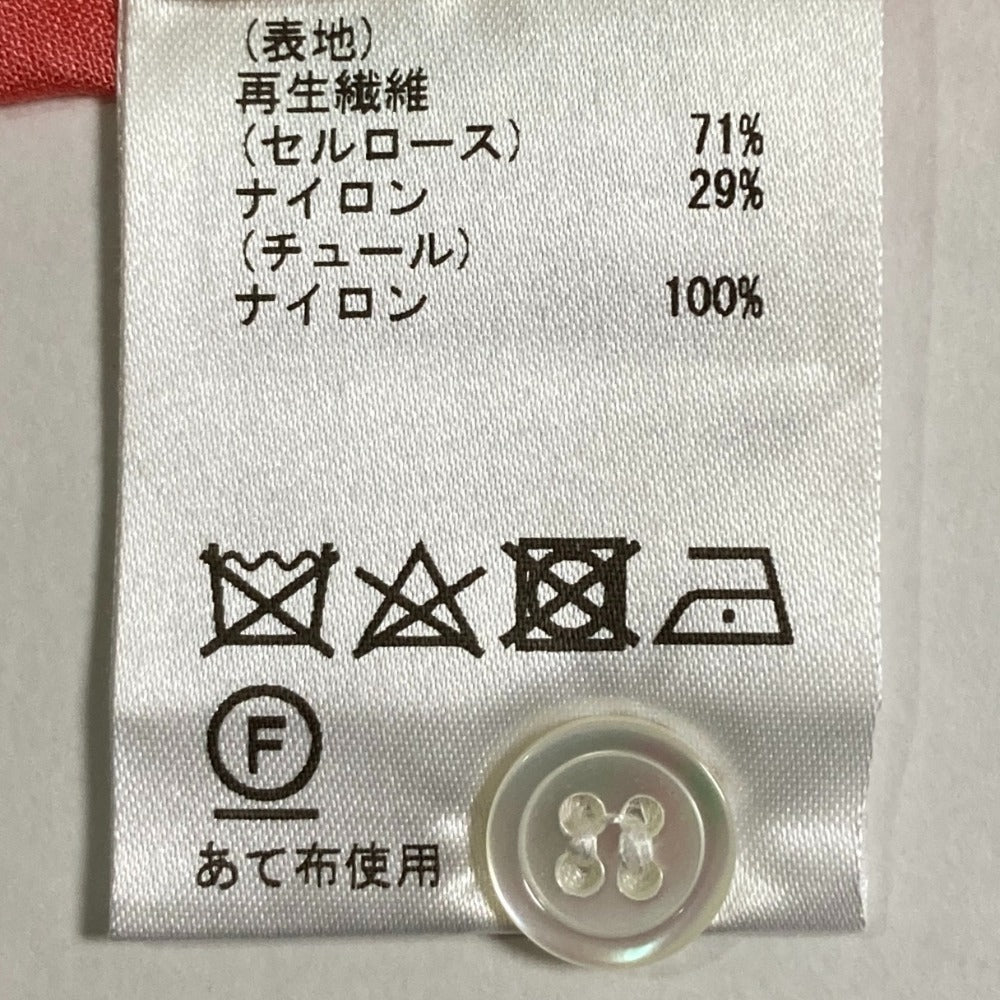 (表地)
再生繊維
(セルロース) 71%
ナイロン 29%
(チュール)
ナイロン 100%
F
あて布使用